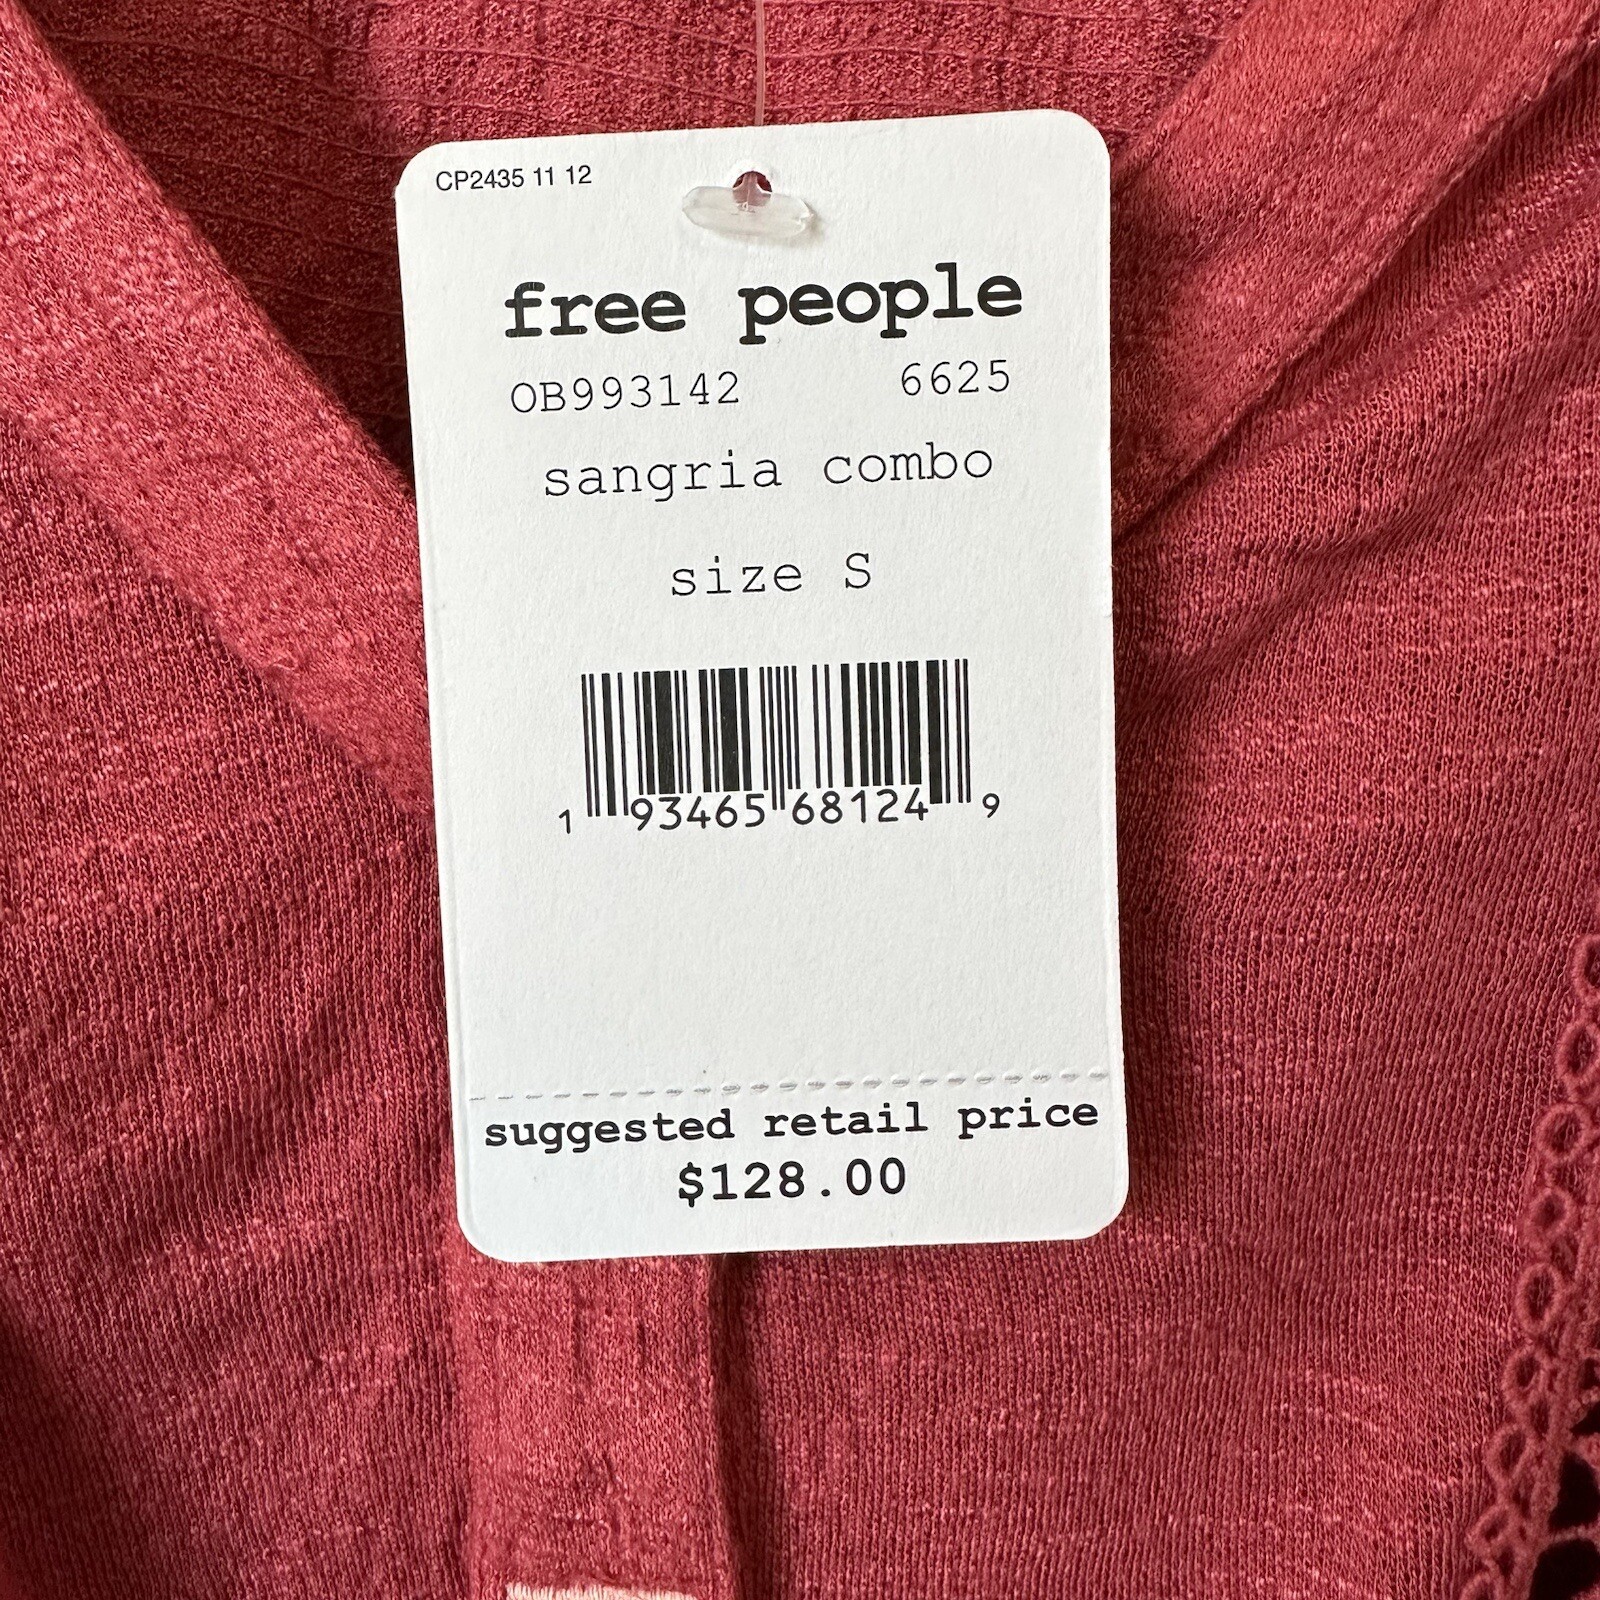 CP2435 11 12
free people
OB993142 6625
sangria combo
size S
1 93465 68124 9
suggested retail price
$128.00